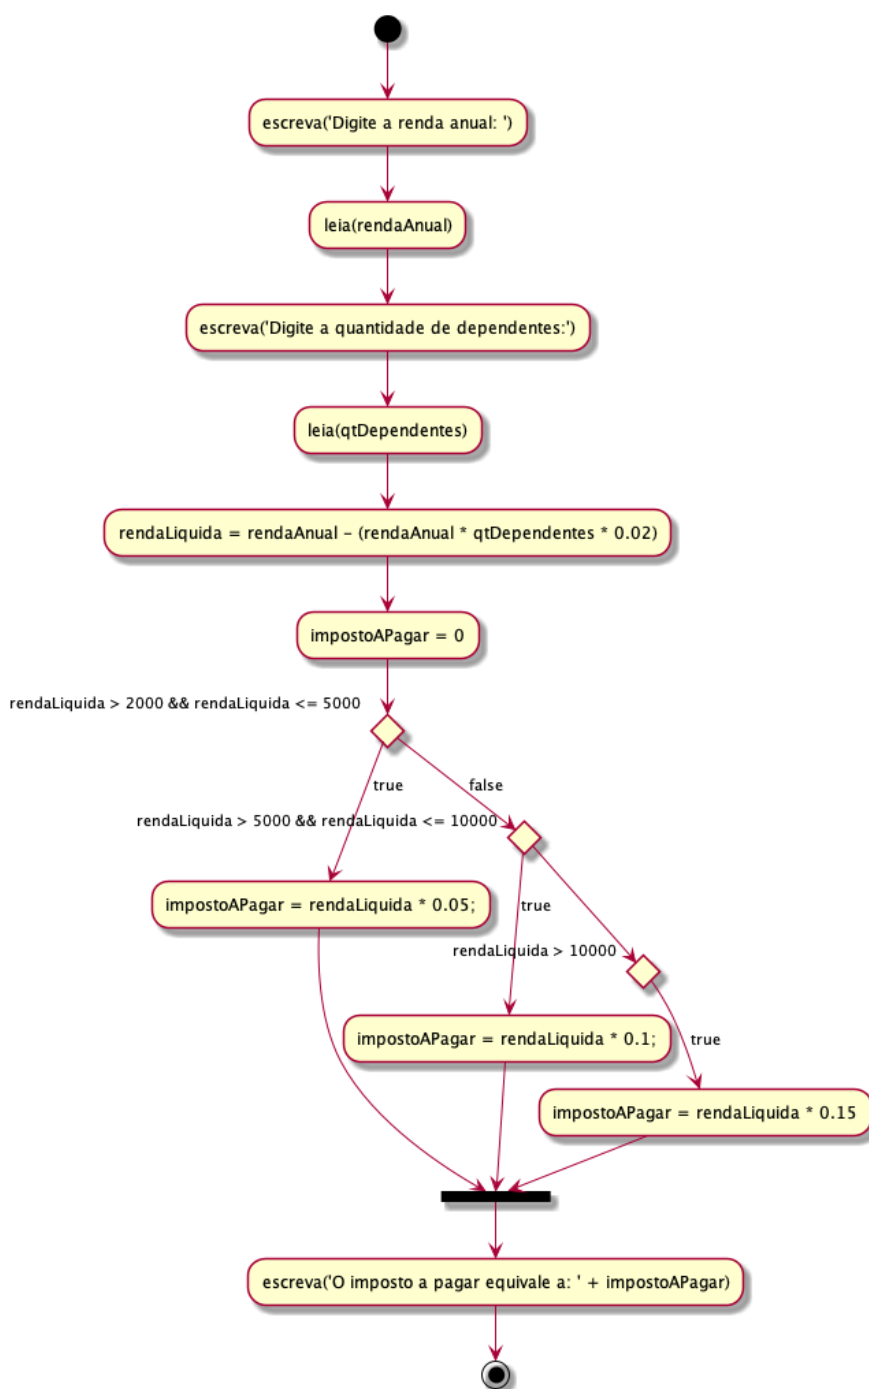 escreva('Digite a renda anual: ')
leia(rendaAnual)
escreva('Digite a quantidade de dependentes:')
leia(qtDependentes)
rendaLiquida = rendaAnual – (rendaAnual * qtDependentes * 0.02)
impostoAPagar = 0
rendaLiquida > 2000 && rendaLiquida <= 5000
true
false
rendaLiquida > 5000 && rendaLiquida <= 10000
impostoAPagar = rendaLiquida * 0.05;
true
rendaLiquida > 10000
impostoAPagar = rendaLiquida * 0.1;
true
impostoAPagar = rendaLiquida * 0.15
escreva('O imposto a pagar equivale a: ' + impostoAPagar)